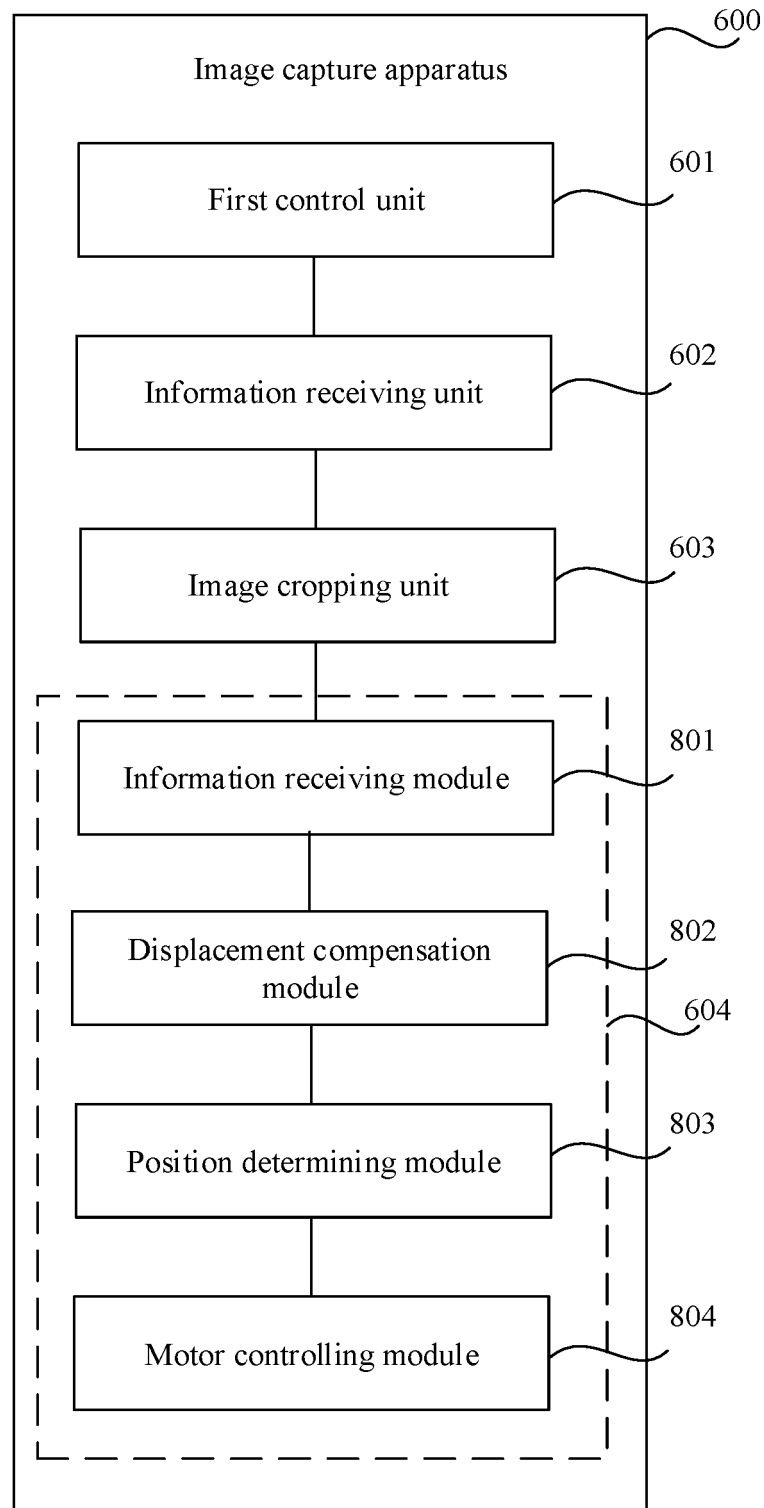 600
Image capture apparatus
601
First control unit
602
Information receiving unit
603
Image cropping unit
801
Information receiving module
802
Displacement compensation
module
604
803
Position determining module
804
Motor controlling module